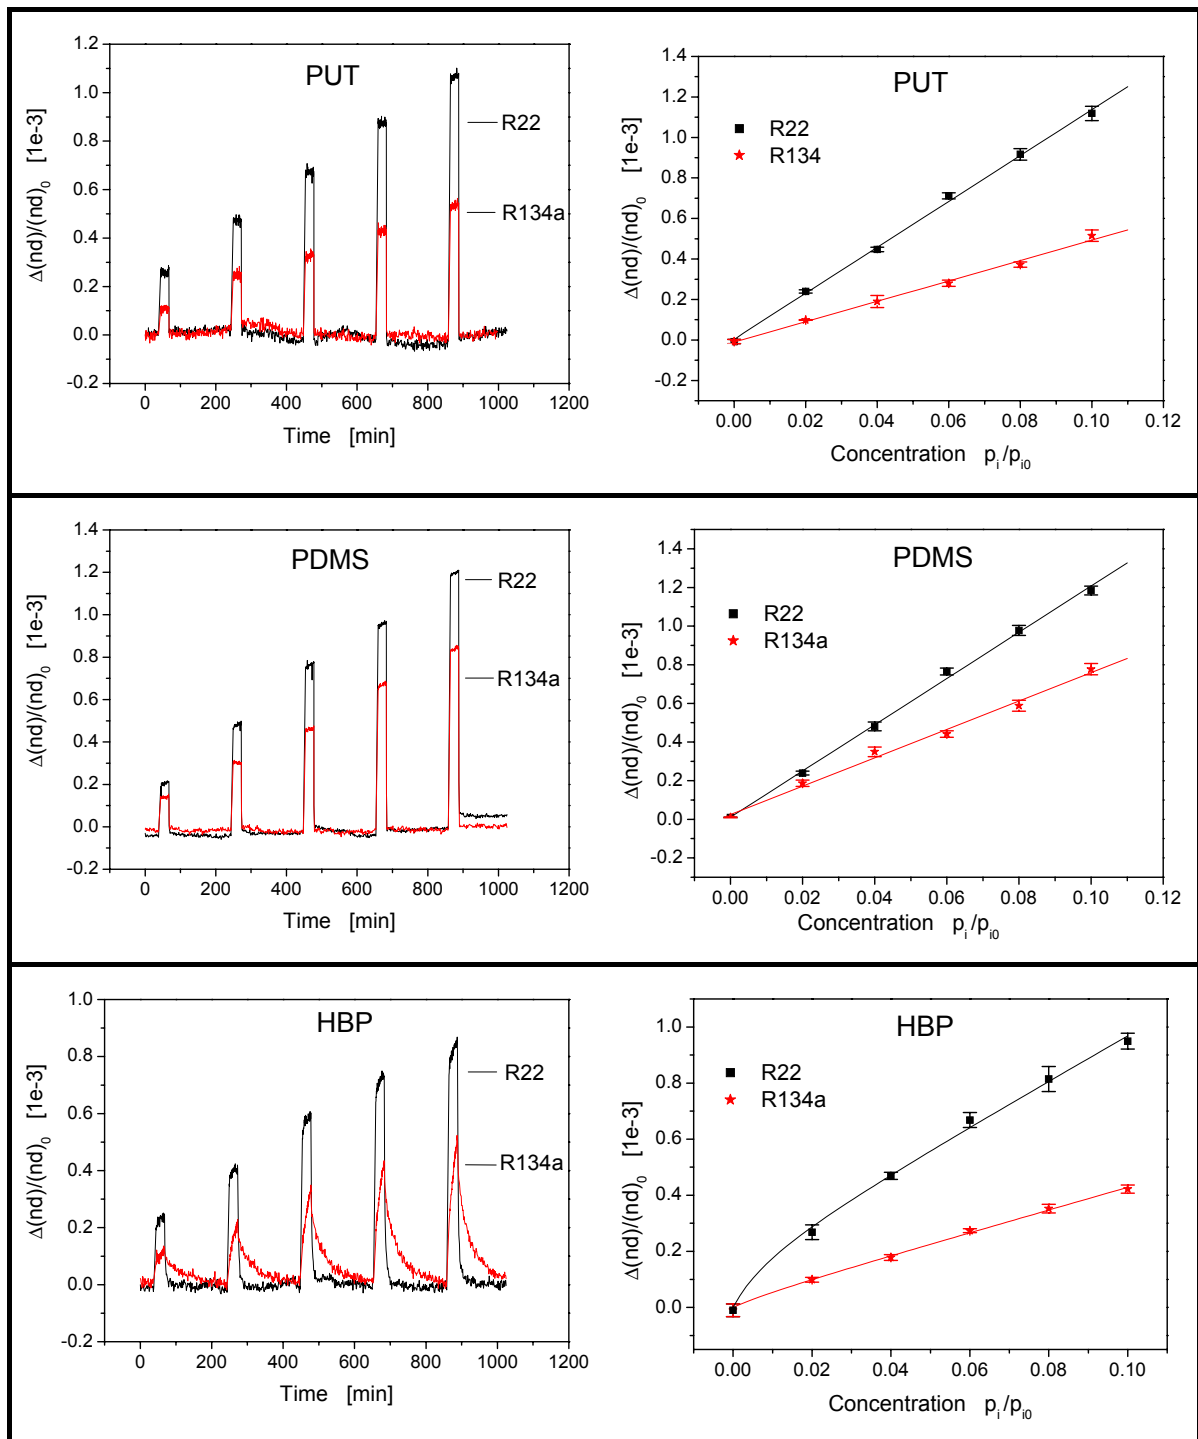 PUT
R22
R134a
Δ(nd)/(nd)₀ [1e-3]
1.2
1.0
0.8
0.6
0.4
0.2
0.0
-0.2
0 200 400 600 800 1000 1200
Time [min]
PUT
R22
R134
Δ(nd)/(nd)₀ [1e-3]
1.4
1.2
1.0
0.8
0.6
0.4
0.2
0.0
-0.2
0.00 0.02 0.04 0.06 0.08 0.10 0.12
Concentration pᵢ/pᵢ₀
PDMS
R22
R134a
Δ(nd)/(nd)₀ [1e-3]
1.4
1.2
1.0
0.8
0.6
0.4
0.2
0.0
-0.2
0 200 400 600 800 1000 1200
Time [min]
PDMS
R22
R134a
Δ(nd)/(nd)₀ [1e-3]
1.4
1.2
1.0
0.8
0.6
0.4
0.2
0.0
-0.2
0.00 0.02 0.04 0.06 0.08 0.10 0.12
Concentration pᵢ/pᵢ₀
HBP
R22
R134a
Δ(nd)/(nd)₀ [1e-3]
1.0
0.8
0.6
0.4
0.2
0.0
-0.2
0 200 400 600 800 1000 1200
Time [min]
HBP
R22
R134a
Δ(nd)/(nd)₀ [1e-3]
1.0
0.8
0.6
0.4
0.2
0.0
0.00 0.02 0.04 0.06 0.08 0.10
Concentration pᵢ/pᵢ₀